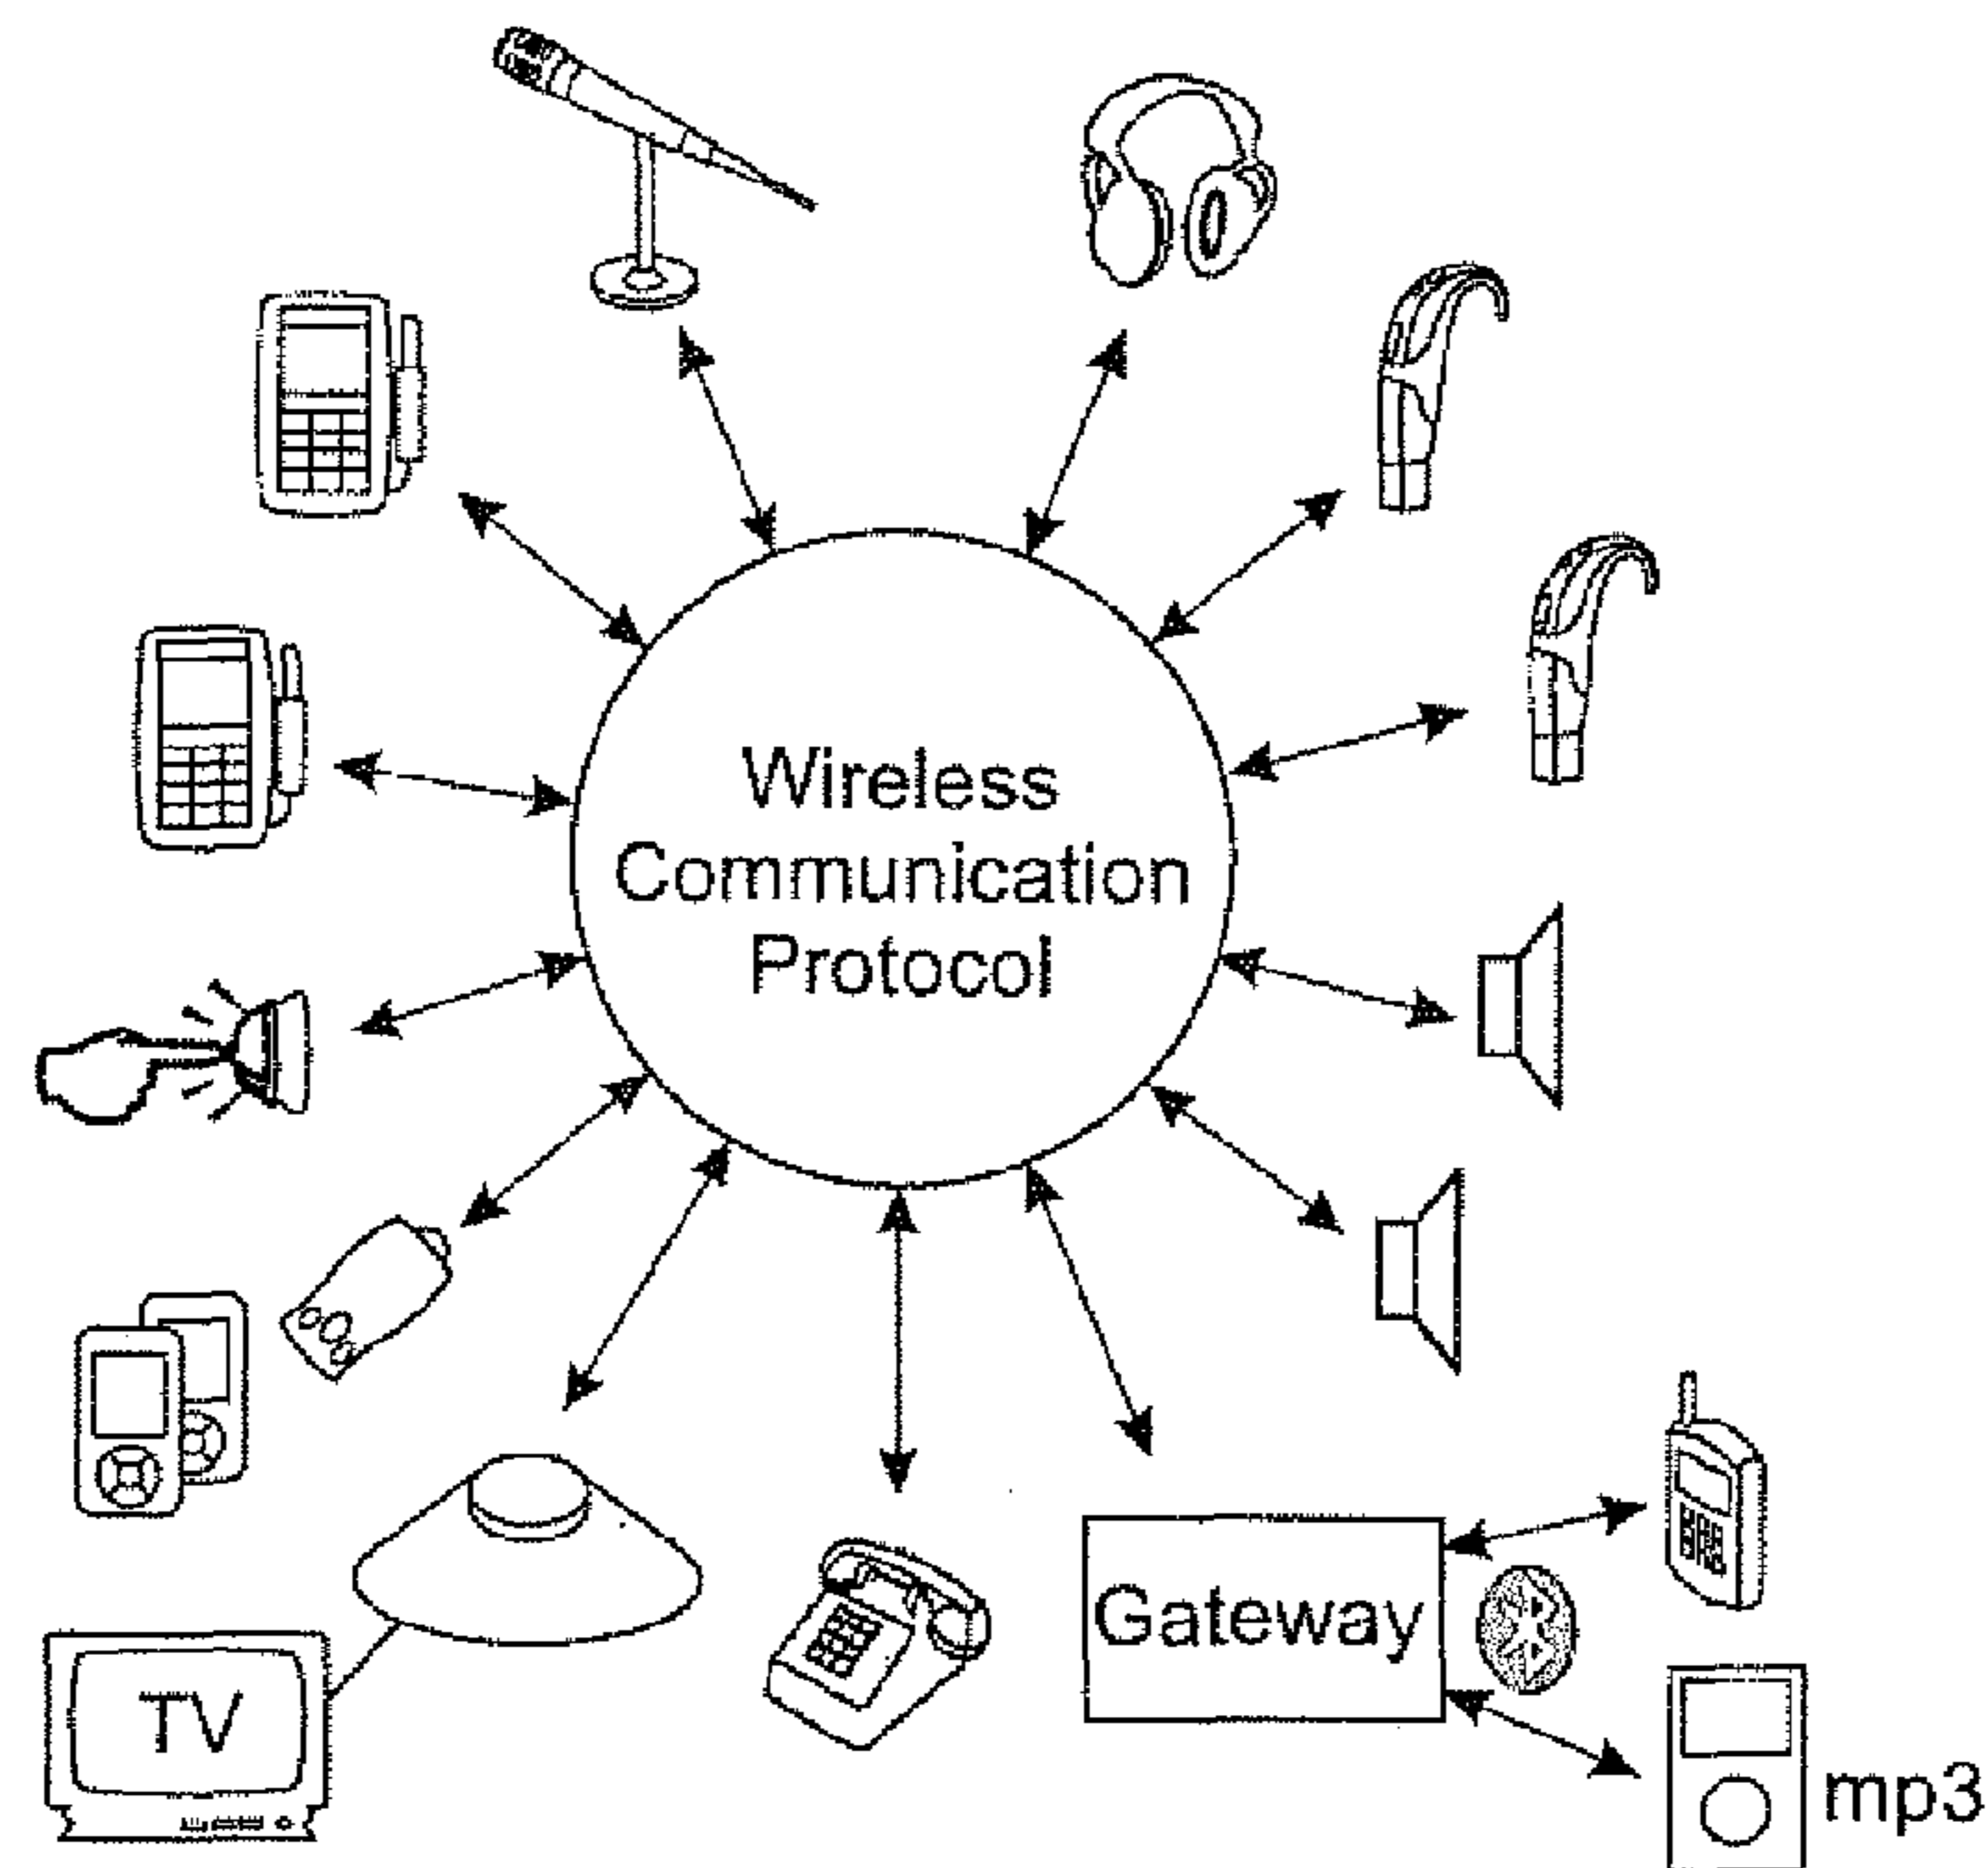 Wireless
Communication
Protocol
Gateway
TV
mp3